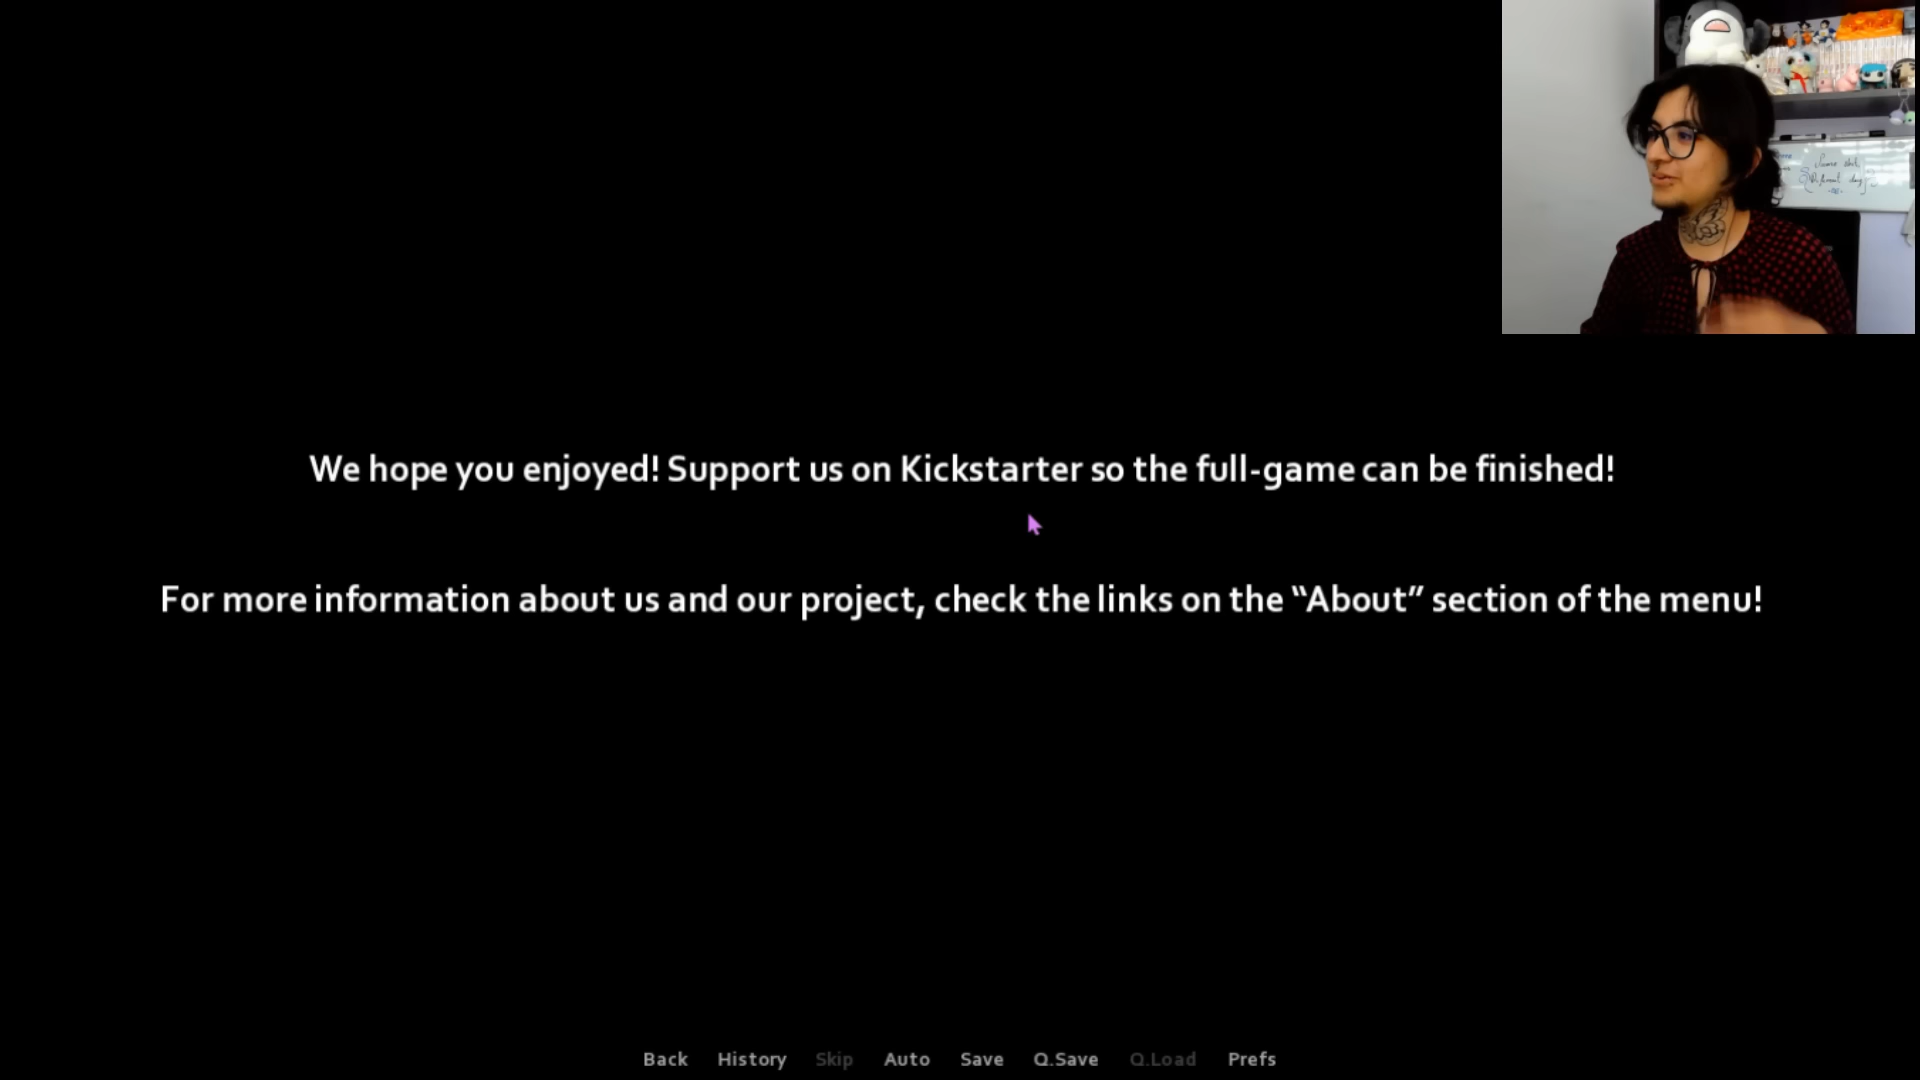 We hope you enjoyed! Support us on Kickstarter so the full-game can be finished!
For more information about us and our project, check the links on the “About” section of the menu!
Back History Skip Auto Save Q.Save Q.Load Prefs